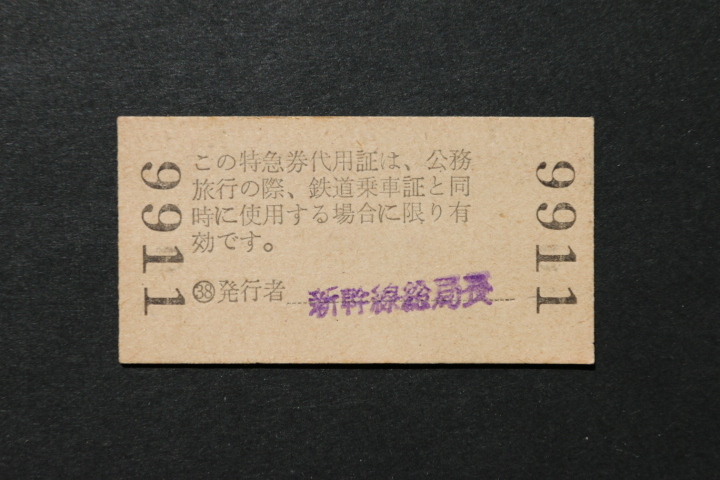 9911
この特急券代用証は、公務
旅行の際、鉄道乗車証と同
時に使用する場合に限り有
効です。
㊳発行者 新幹線総局長
9911